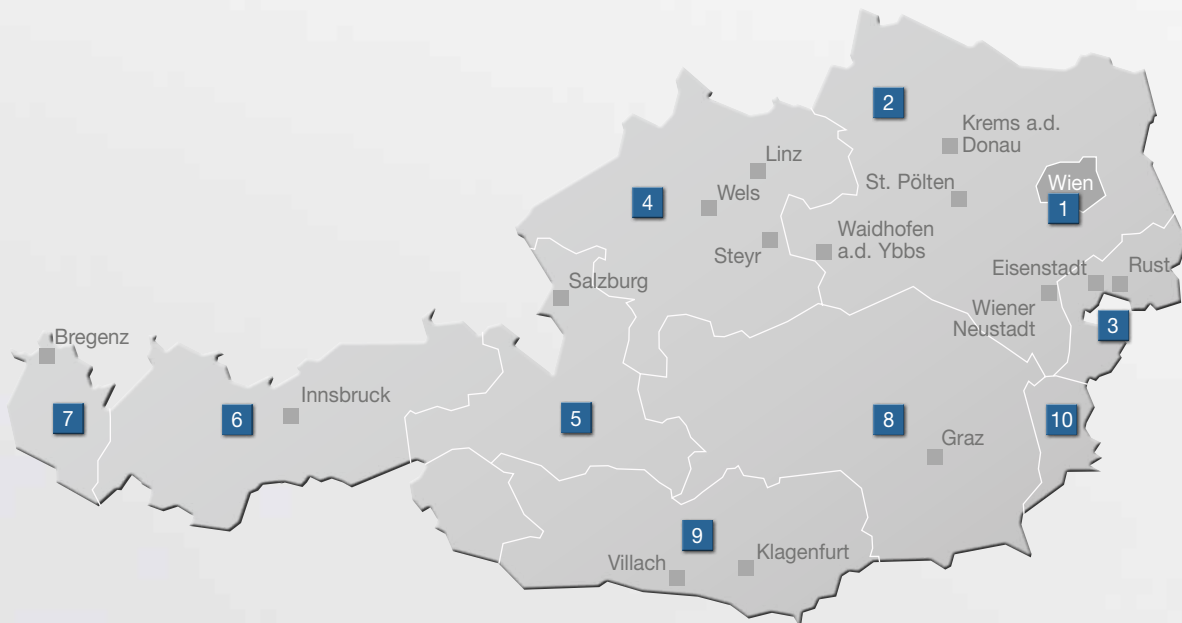 2
Krems a.d.
Donau
Linz
Wien
St. Pölten
4
Wels
1
Waidhofen
a.d. Ybbs
Steyr
Eisenstadt
Rust
Salzburg
Wiener
Neustadt
3
Bregenz
Innsbruck
7
6
5
8
10
Graz
9
Villach
Klagenfurt